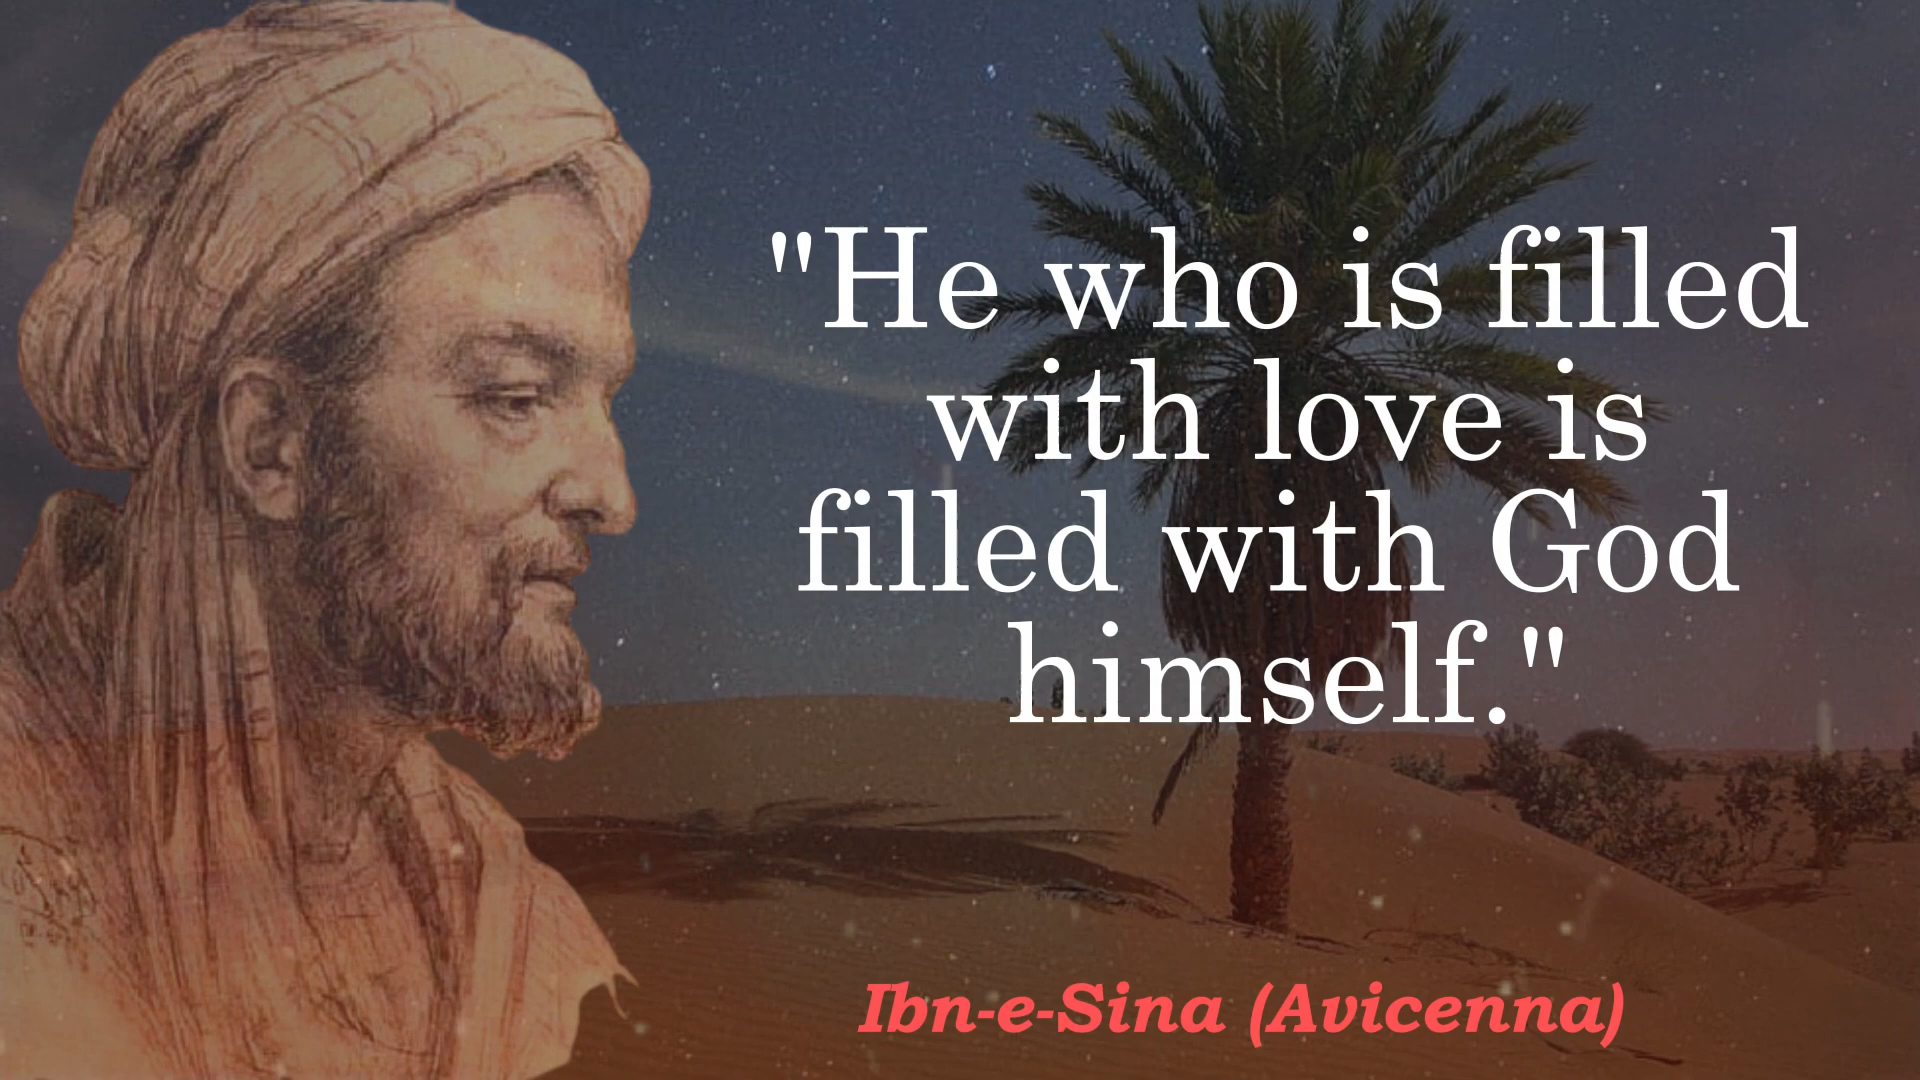 "He who is filled
with love is
filled with God
himself."
Ibn-e-Sina (Avicenna)